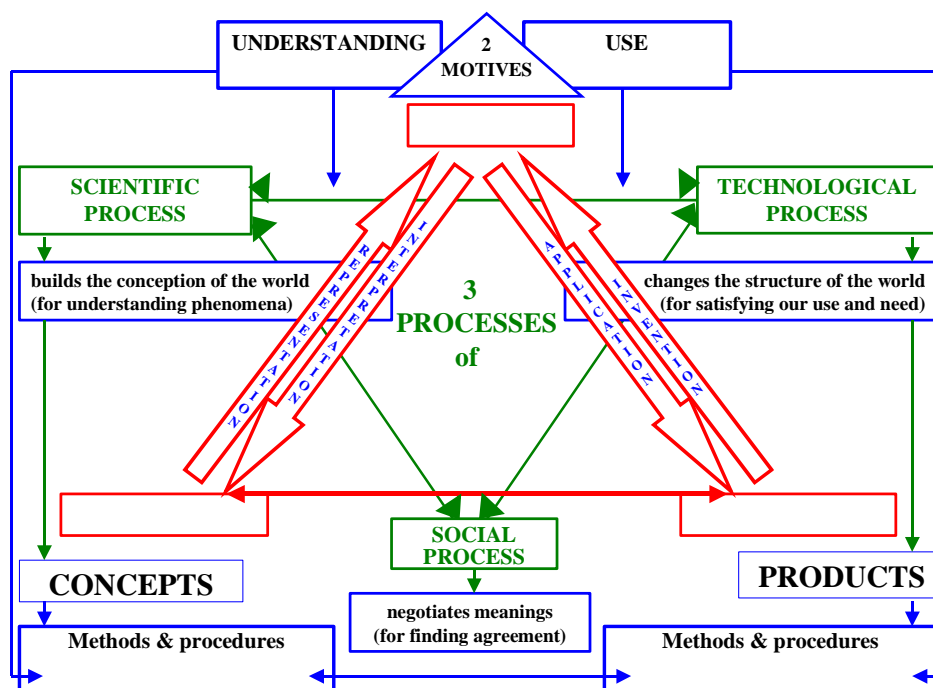 UNDERSTANDING
2
MOTIVES
USE
SCIENTIFIC
PROCESS
TECHNOLOGICAL
PROCESS
builds the conception of the world
(for understanding phenomena)
changes the structure of the world
(for satisfying our use and need)
REPRESENTATION
INTERPRETATION
APPLICATION
INVENTION
3
PROCESSES
of
SOCIAL
PROCESS
CONCEPTS
PRODUCTS
negotiates meanings
(for finding agreement)
Methods & procedures
Methods & procedures